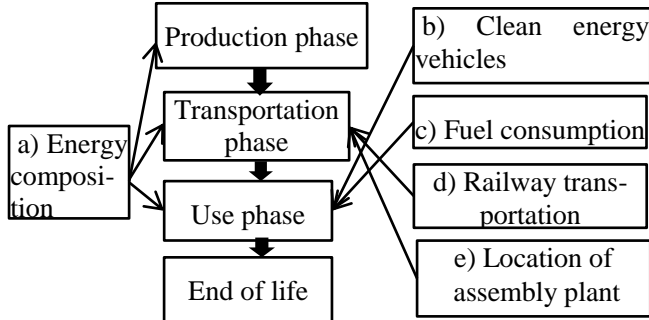 Production phase
Transportation
phase
Use phase
End of life
a) Energy
composi-
tion
b) Clean energy
vehicles
c) Fuel consumption
d) Railway trans-
portation
e) Location of
assembly plant